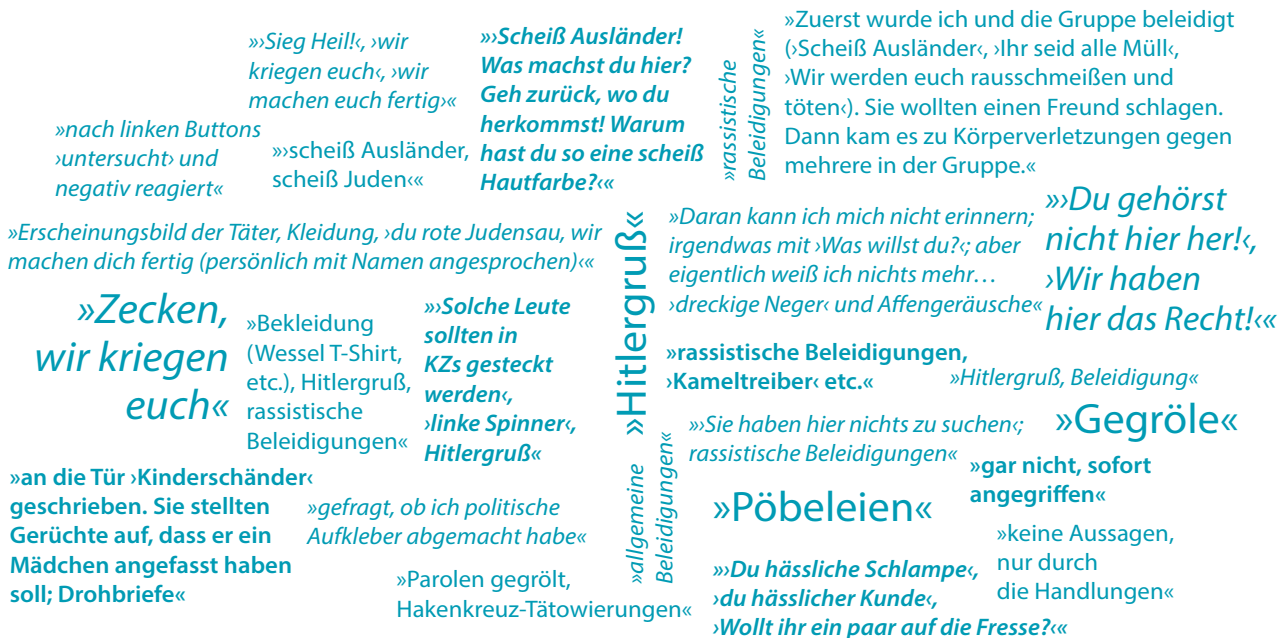 »›Sieg Heil!‹, ›wir
kriegen euch‹, ›wir
machen euch fertig›«
»›Scheiß Ausländer!
Was machst du hier?
Geh zurück, wo du
herkommst! Warum
hast du so eine scheiß
Hautfarbe?‹«
»rassistische
Beleidigungen«
»Zuerst wurde ich und die Gruppe beleidigt
(›Scheiß Ausländer‹, ›Ihr seid alle Müll‹,
›Wir werden euch rausschmeißen und
töten‹). Sie wollten einen Freund schlagen.
Dann kam es zu Körperverletzungen gegen
mehrere in der Gruppe.«
»nach linken Buttons
›untersucht› und
negativ reagiert«
»›scheiß Ausländer,
scheiß Juden‹«
»Erscheinungsbild der Täter, Kleidung, ›du rote Judensau, wir
machen dich fertig (persönlich mit Namen angesprochen)‹«
»Hitlergruß«
»Daran kann ich mich nicht erinnern;
irgendwas mit ›Was willst du?‹; aber
eigentlich weiß ich nichts mehr…
›dreckige Neger‹ und Affengeräusche«
»›Du gehörst
nicht hier her!‹,
›Wir haben
hier das Recht!‹«
»Zecken,
wir kriegen
euch«
»Bekleidung
(Wessel T-Shirt,
etc.), Hitlergruß,
rassistische
Beleidigungen«
»›Solche Leute
sollten in
KZs gesteckt
werden‹,
›linke Spinner‹,
Hitlergruß«
»rassistische Beleidigungen,
›Kameltreiber‹ etc.«
»Hitlergruß, Beleidigung«
»›Sie haben hier nichts zu suchen‹;
rassistische Beleidigungen«
»Gegröle«
»an die Tür ›Kinderschänder‹
geschrieben. Sie stellten
Gerüchte auf, dass er ein
Mädchen angefasst haben
soll; Drohbriefe«
»gefragt, ob ich politische
Aufkleber abgemacht habe«
»allgemeine
Beleidigungen«
»Pöbeleien«
»gar nicht, sofort
angegriffen«
»keine Aussagen,
nur durch
die Handlungen«
»Parolen gegrölt,
Hakenkreuz-Tätowierungen«
»›Du hässliche Schlampe‹,
›du hässlicher Kunde‹,
›Wollt ihr ein paar auf die Fresse?‹«